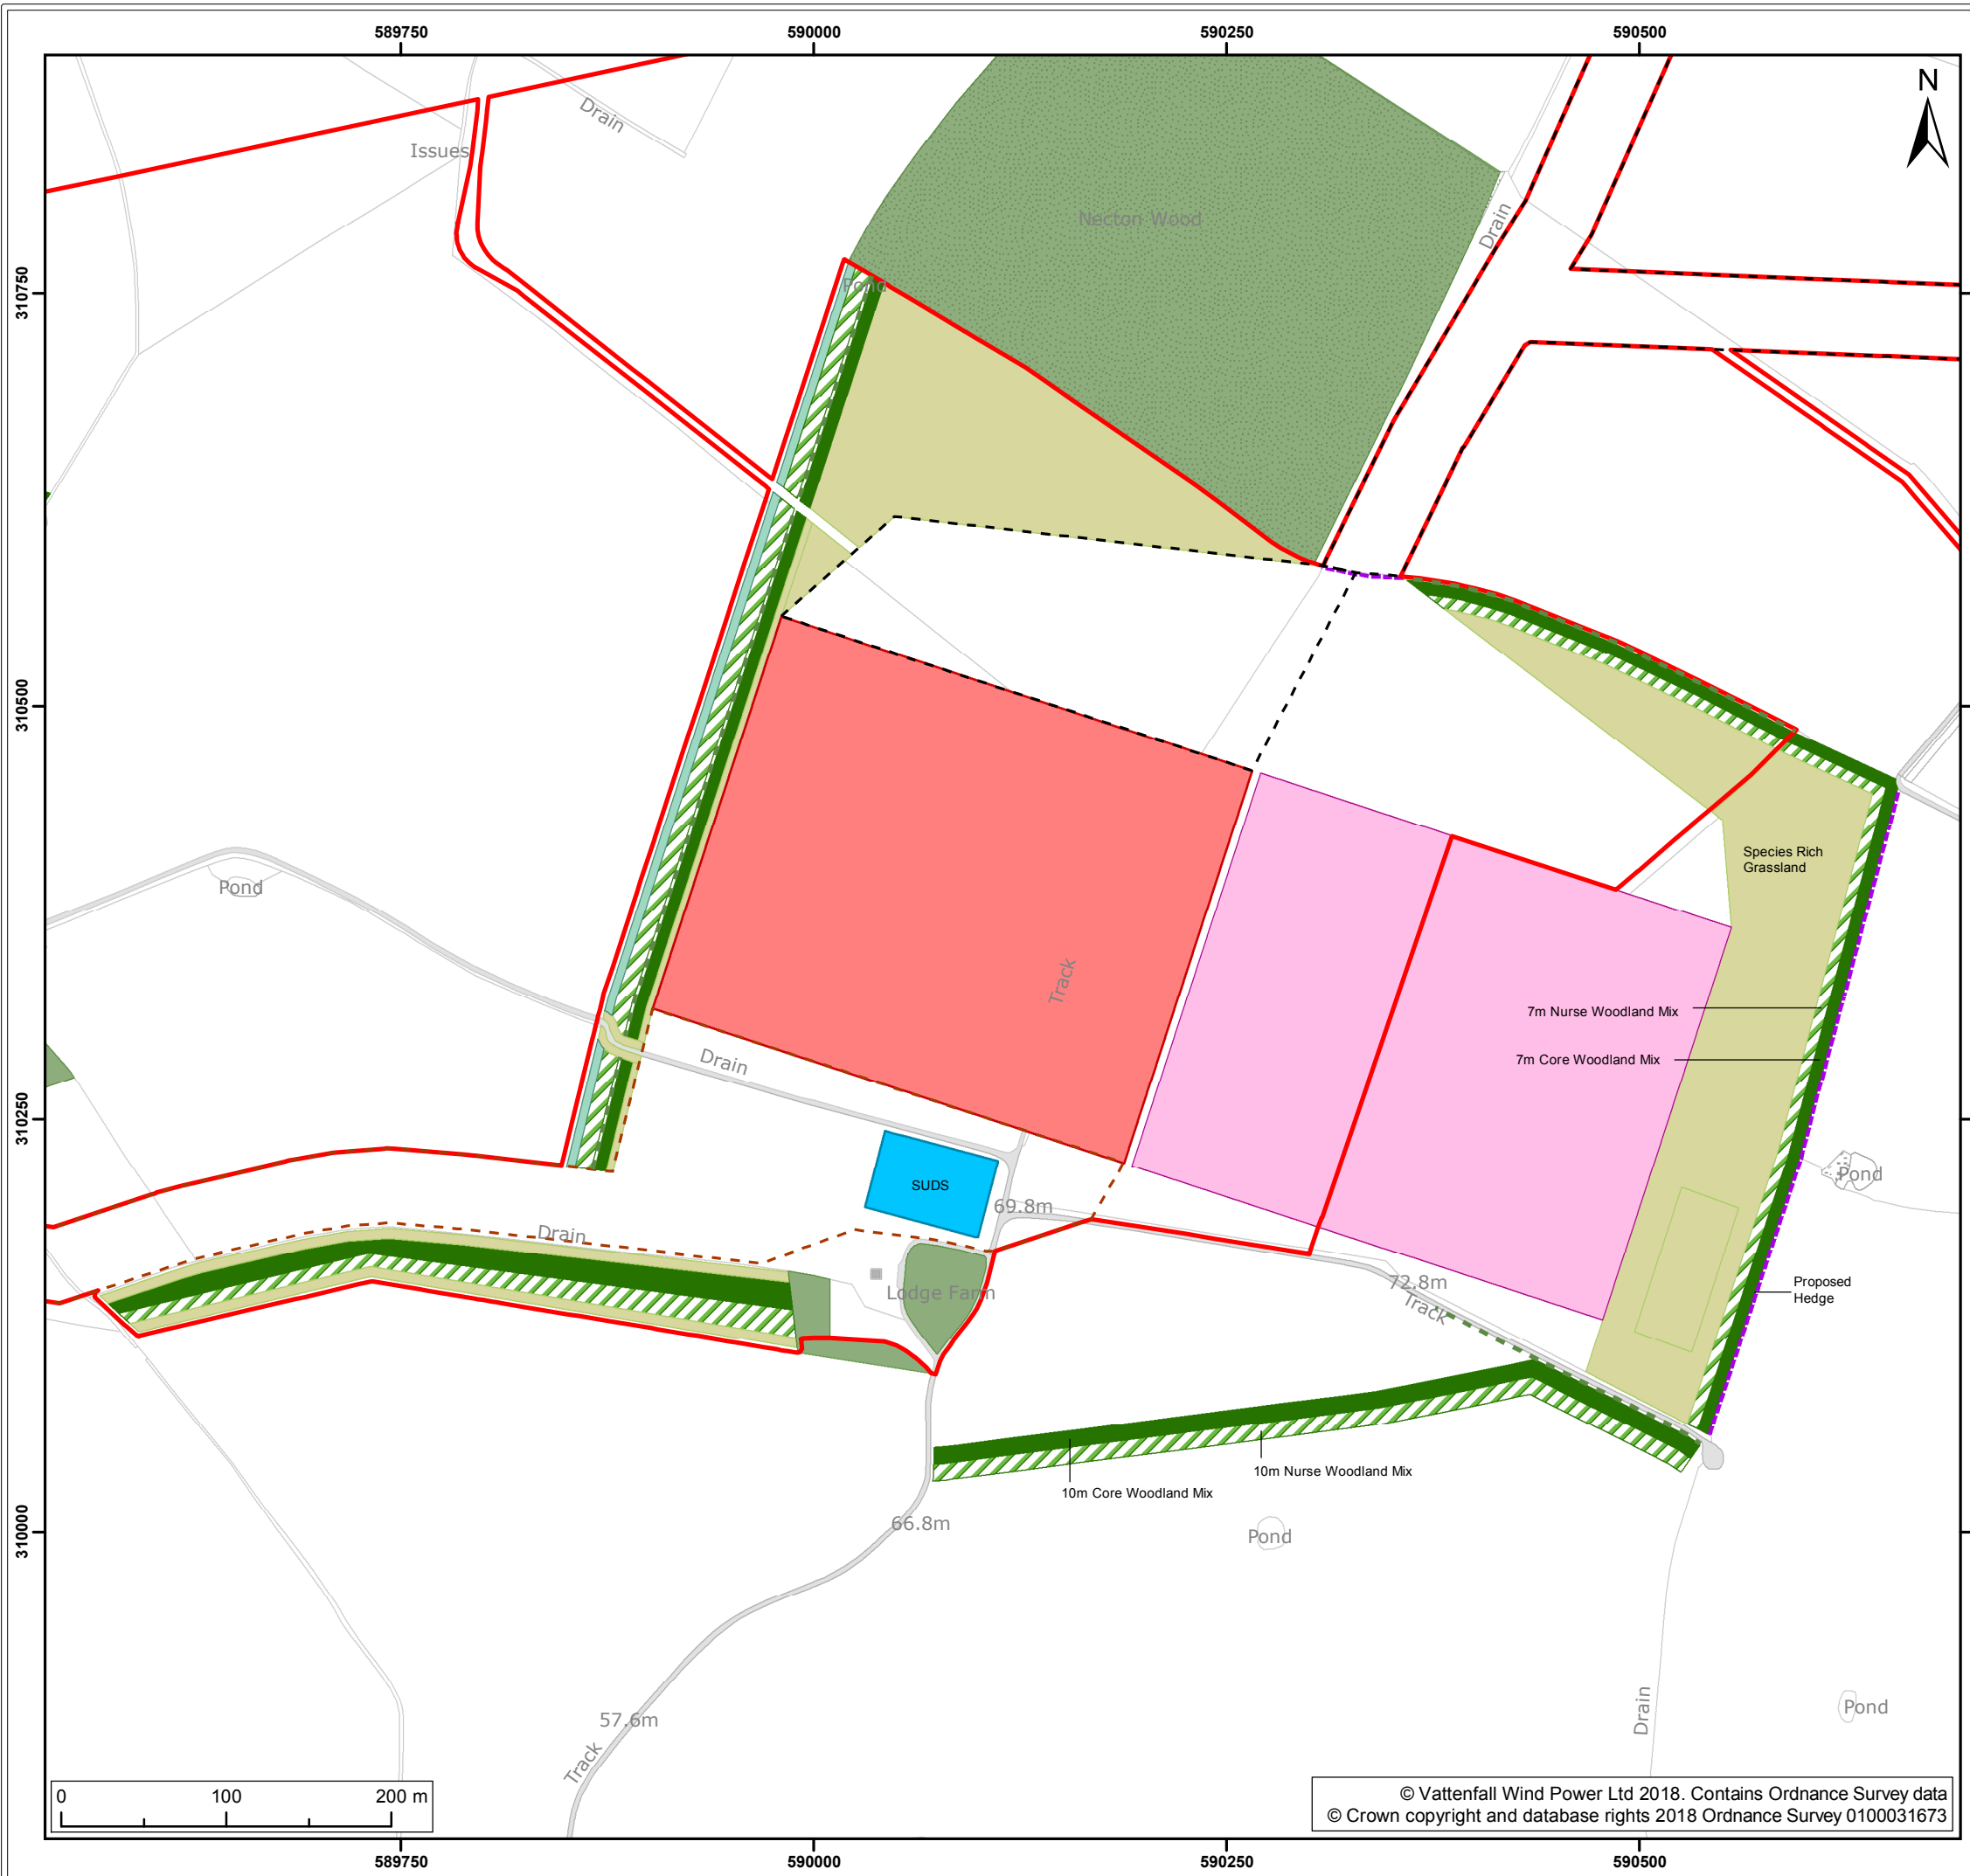 589750
590000
590250
590500
N
Drain
Issues
Necton Wood
Drain
Pond
310750
310500
Species Rich
Grassland
Pond
Track
7m Nurse Woodland Mix
7m Core Woodland Mix
Drain
310250
SUDS
Pond
69.8m
Drain
72.8m
Track
Lodge Farm
Proposed
Hedge
10m Nurse Woodland Mix
10m Core Woodland Mix
66.8m
Pond
310000
57.6m
Track
Drain
Pond
0 100 200 m
© Vattenfall Wind Power Ltd 2018. Contains Ordnance Survey data
© Crown copyright and database rights 2018 Ordnance Survey 0100031673
589750
590000
590250
590500